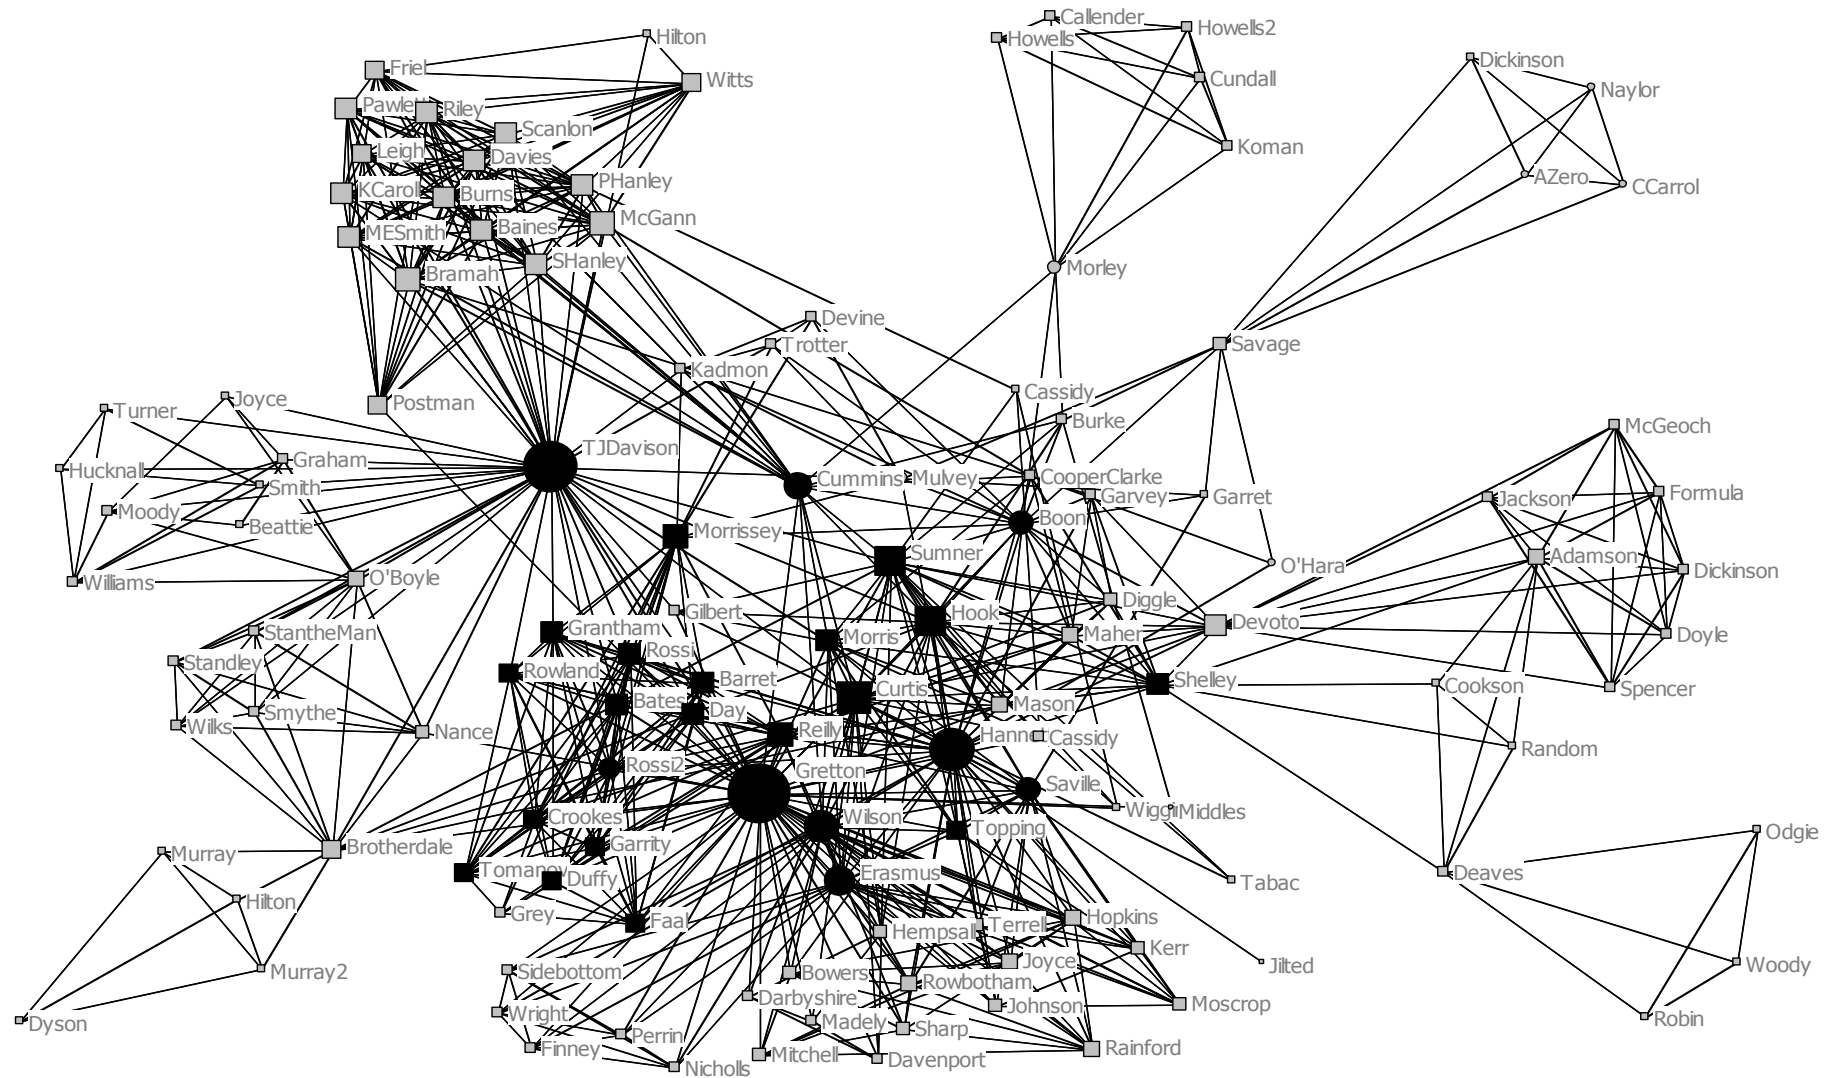 Callender
Howells2
Hilton
Howells
Dickinson
Friel
Witts
Cundall
Naylor
Riley
Scanlon
Koman
Leigh
Davies
AZero
PHanley
CCarrol
Burns
McGann
Baines
MESmith
SHanley
Morley
Bramah
Devine
Trotter
Savage
Kadmon
Cassidy
Joyce
Postman
Turner
Burke
McGeoch
TJDavison
Graham
Hucknall
Cummins
Mulvey
CooperClarke
Smith
Garvey
Garret
Jackson
Formula
Moody
Beattie
Boon
Morrissey
Sumner
Adamson
O'Hara
Dickinson
Williams
O'Boyle
Diggle
Gilbert
Hook
Devoto
Grantham
StantheMan
Morris
Maher
Doyle
Rossi
Standley
Rowland
Barret
Shelley
Cookson
Spencer
Curtis
Bates
Mason
Day
Smythe
Wilks
Nance
Reilly
Cassidy
Random
Rossi2
Gretton
Saville
Middles
Crookes
Wilson
Topping
Odgie
Garrity
Brotherdale
Murray
Erasmus
Deaves
Duffy
Tabac
Hilton
Grey
Faal
Hopkins
Terrell
Kerr
Murray2
Sidebottom
Bowers
Joyce
Jilted
Woody
Rowbotham
Darbyshire
Johnson
Moscrop
Wright
Madely
Dyson
Sharp
Robin
Perrin
Finney
Mitchell
Davenport
Rainford
Nicholls